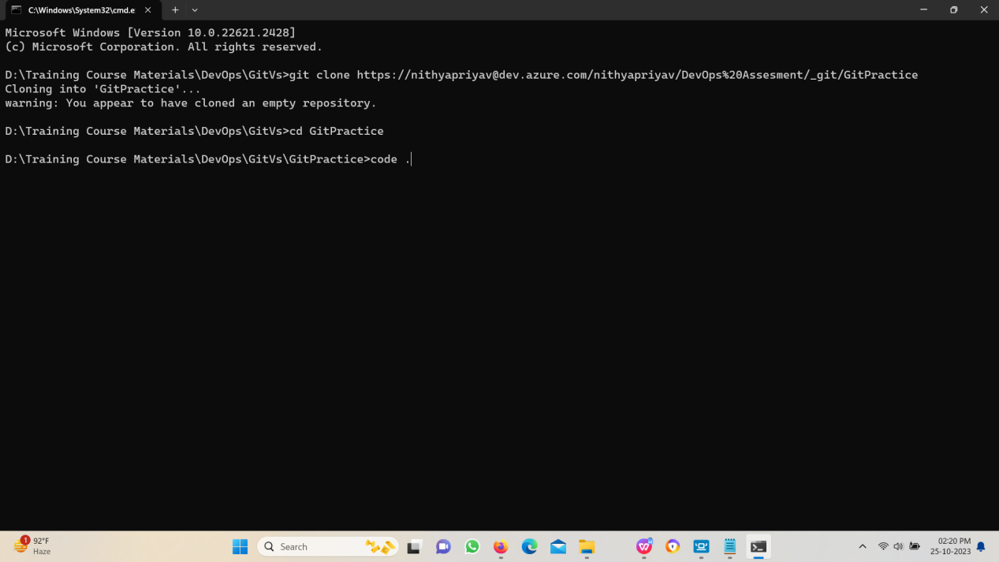 C:\Windows\System32\cmd.e
Microsoft Windows [Version 10.0.22621.2428]
(c) Microsoft Corporation. All rights reserved.
D:\Training Course Materials\DevOps\GitVs>git clone https://nithyapriyav@dev.azure.com/nithyapriyav/DevOps%20Assesment/_git/GitPractice
Cloning into 'GitPractice'...
warning: You appear to have cloned an empty repository.
D:\Training Course Materials\DevOps\GitVs>cd GitPractice
D:\Training Course Materials\DevOps\GitVs\GitPractice>code .
1
92°F
Haze
Search
02:20 PM
25-10-2023